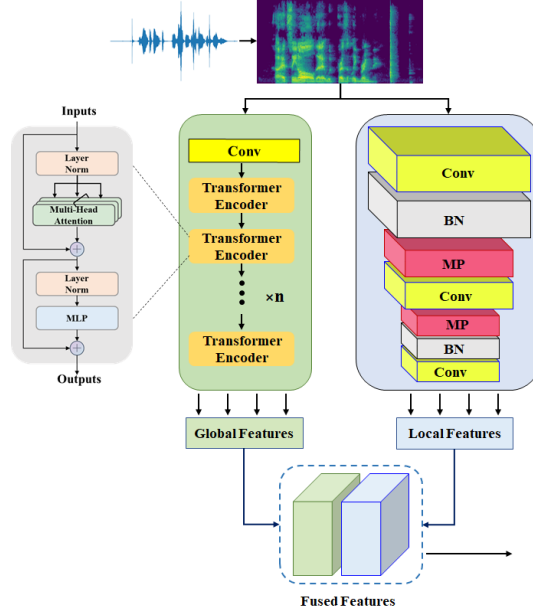 Inputs
Layer
Norm
Multi-Head
Attention
Layer
Norm
MLP
Outputs
Conv
Transformer
Encoder
Transformer
Encoder
×n
Transformer
Encoder
Conv
BN
MP
Conv
MP
BN
Conv
Global Features
Local Features
Fused Features